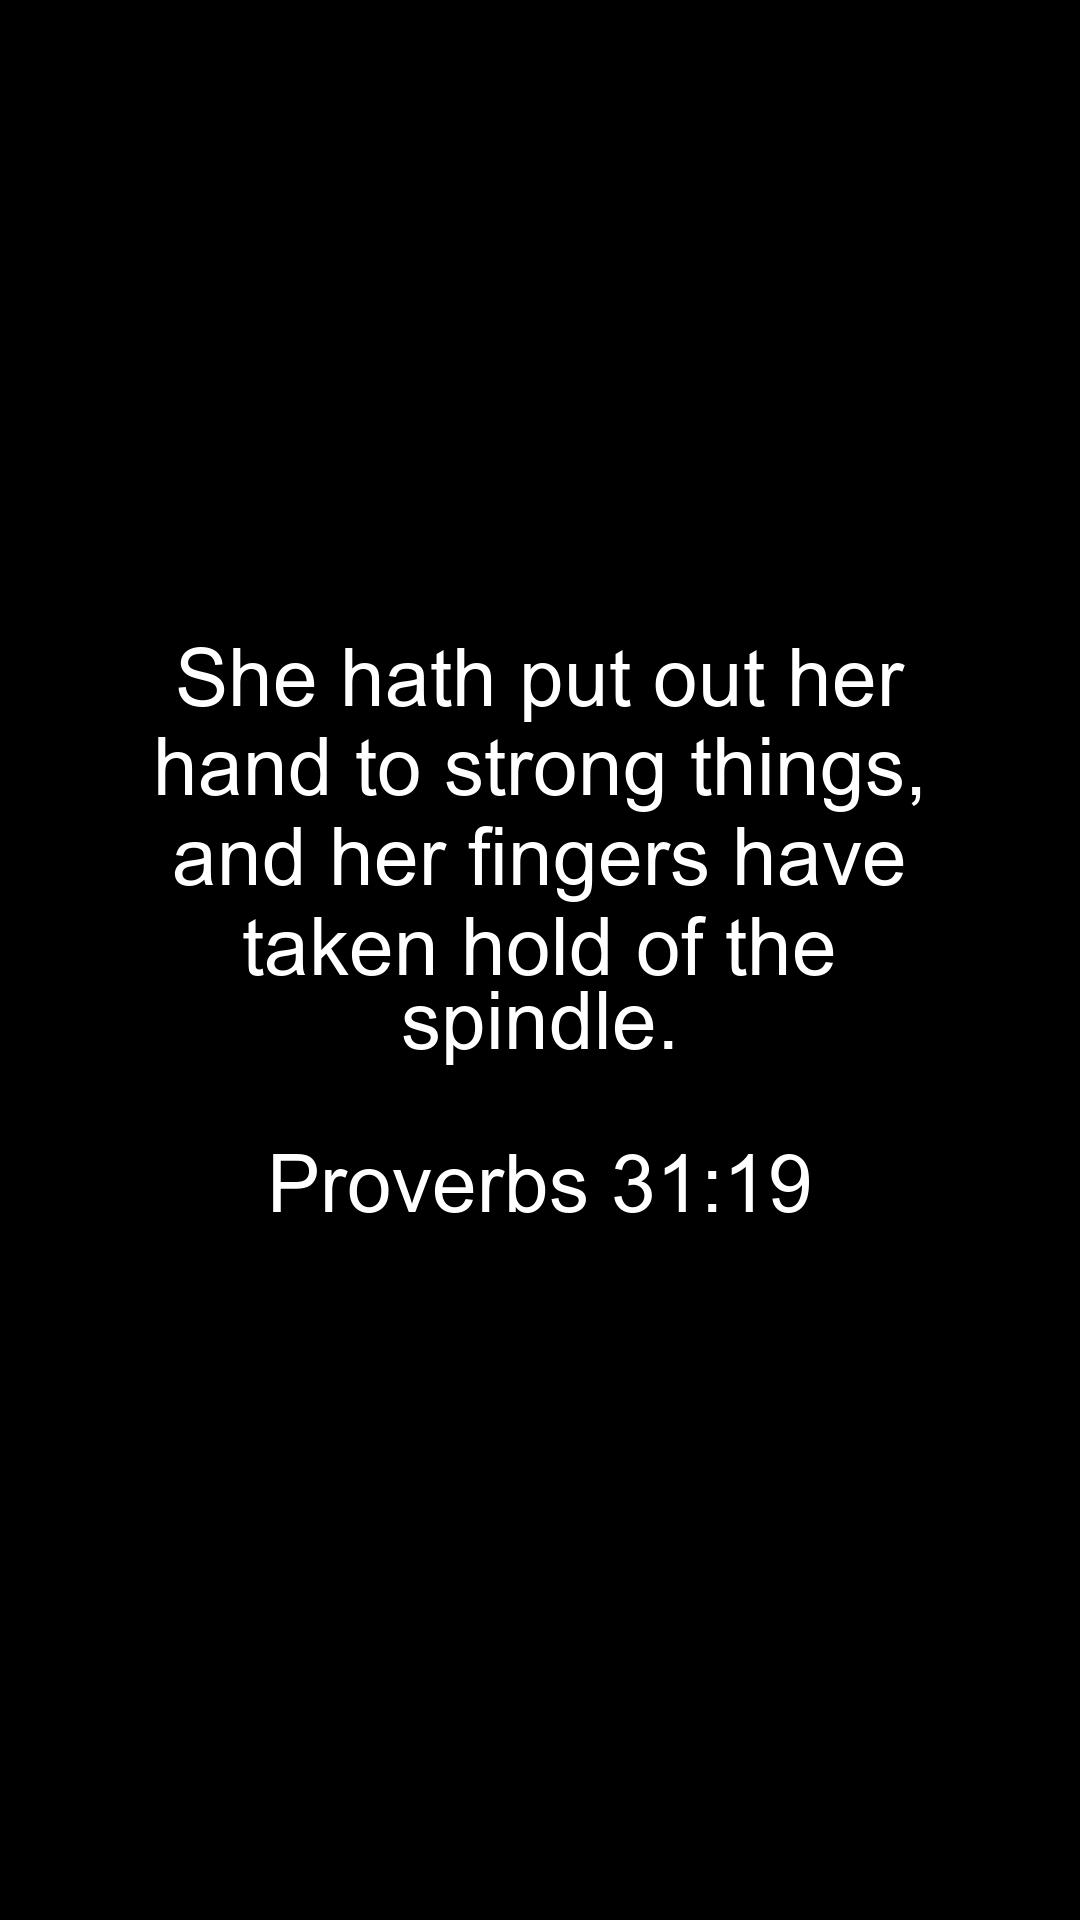 She hath put out her
hand to strong things,
and her fingers have
taken hold of the
spindle.
Proverbs 31:19